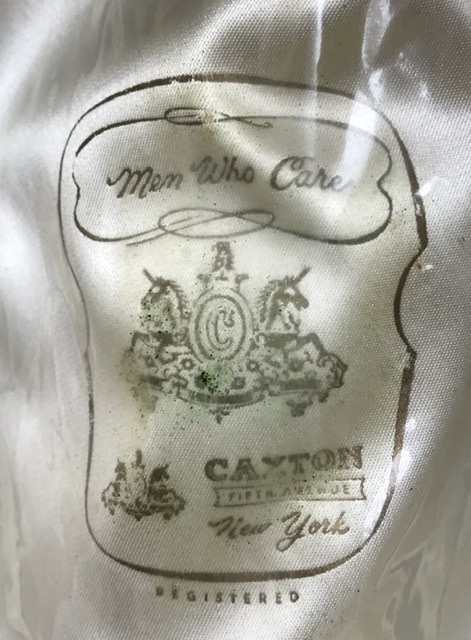 Men Who Care
C
CAXTON
FIFTH AVENUE
New York
REGISTERED